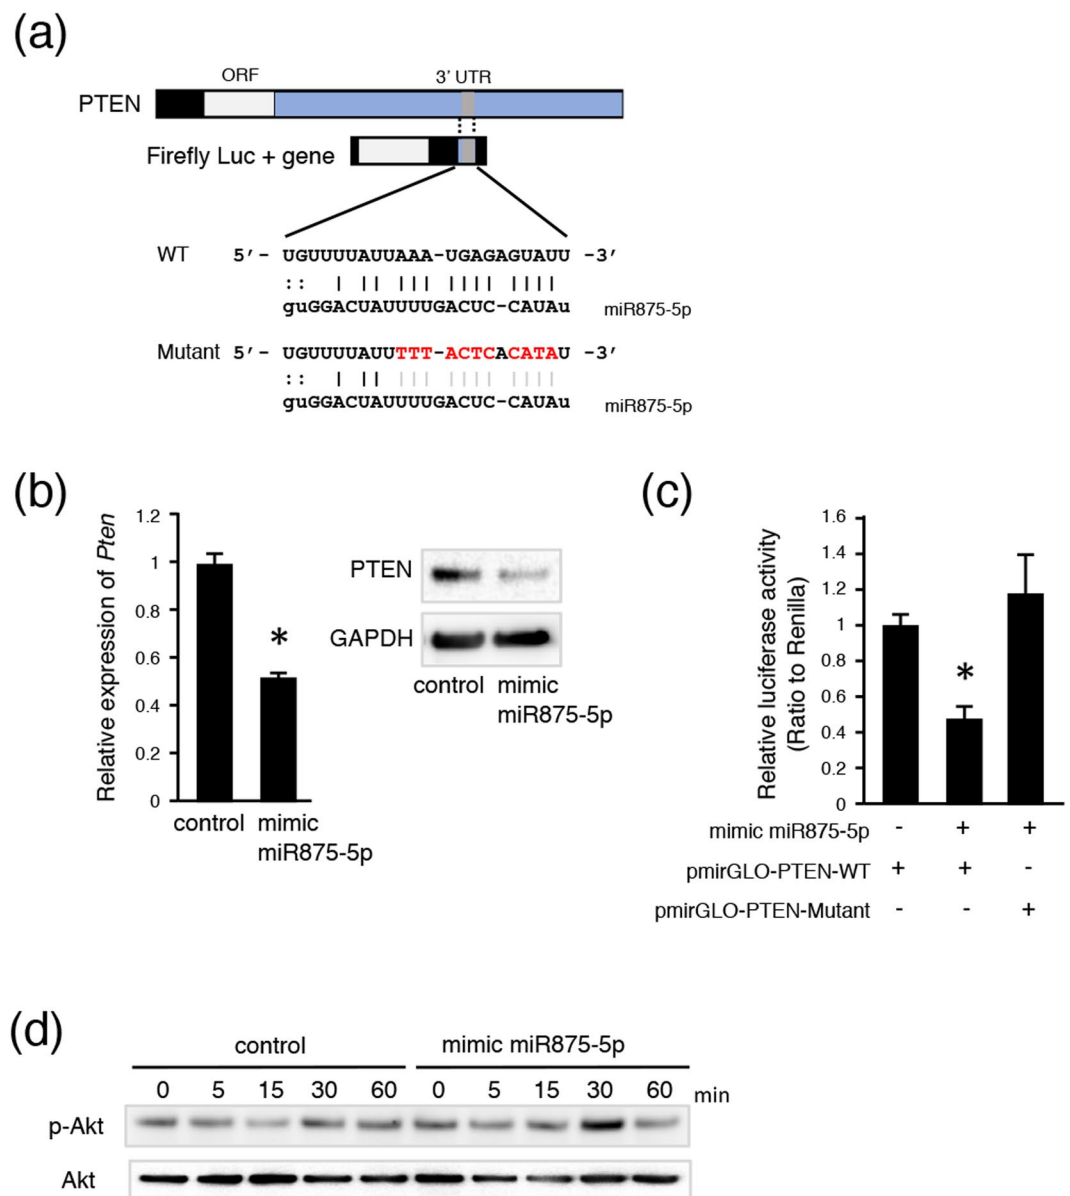 (a)
ORF
3' UTR
PTEN
Firefly Luc + gene
WT 5'- UGUUUUAUUAAA-UGAGAGUAUU -3'
guGGACUAUUUUGACUC-CAUAu miR875-5p
Mutant 5'- UGUUUUAUUTTT-ACTCACATAU -3'
guGGACUAUUUUGACUC-CAUAu miR875-5p
(b)
Relative expression of Pten
1.2
1
0.8
0.6
0.4
0.2
0
*
control
mimic
miR875-5p
PTEN
GAPDH
control
mimic
miR875-5p
(c)
Relative luciferase activity
(Ratio to Renilla)
1.6
1.4
1.2
1
0.8
0.6
0.4
0.2
0
*
mimic miR875-5p - + +
pmirGLO-PTEN-WT + + -
pmirGLO-PTEN-Mutant - - +
(d)
control
mimic miR875-5p
0 5 15 30 60 0 5 15 30 60 min
p-Akt
Akt